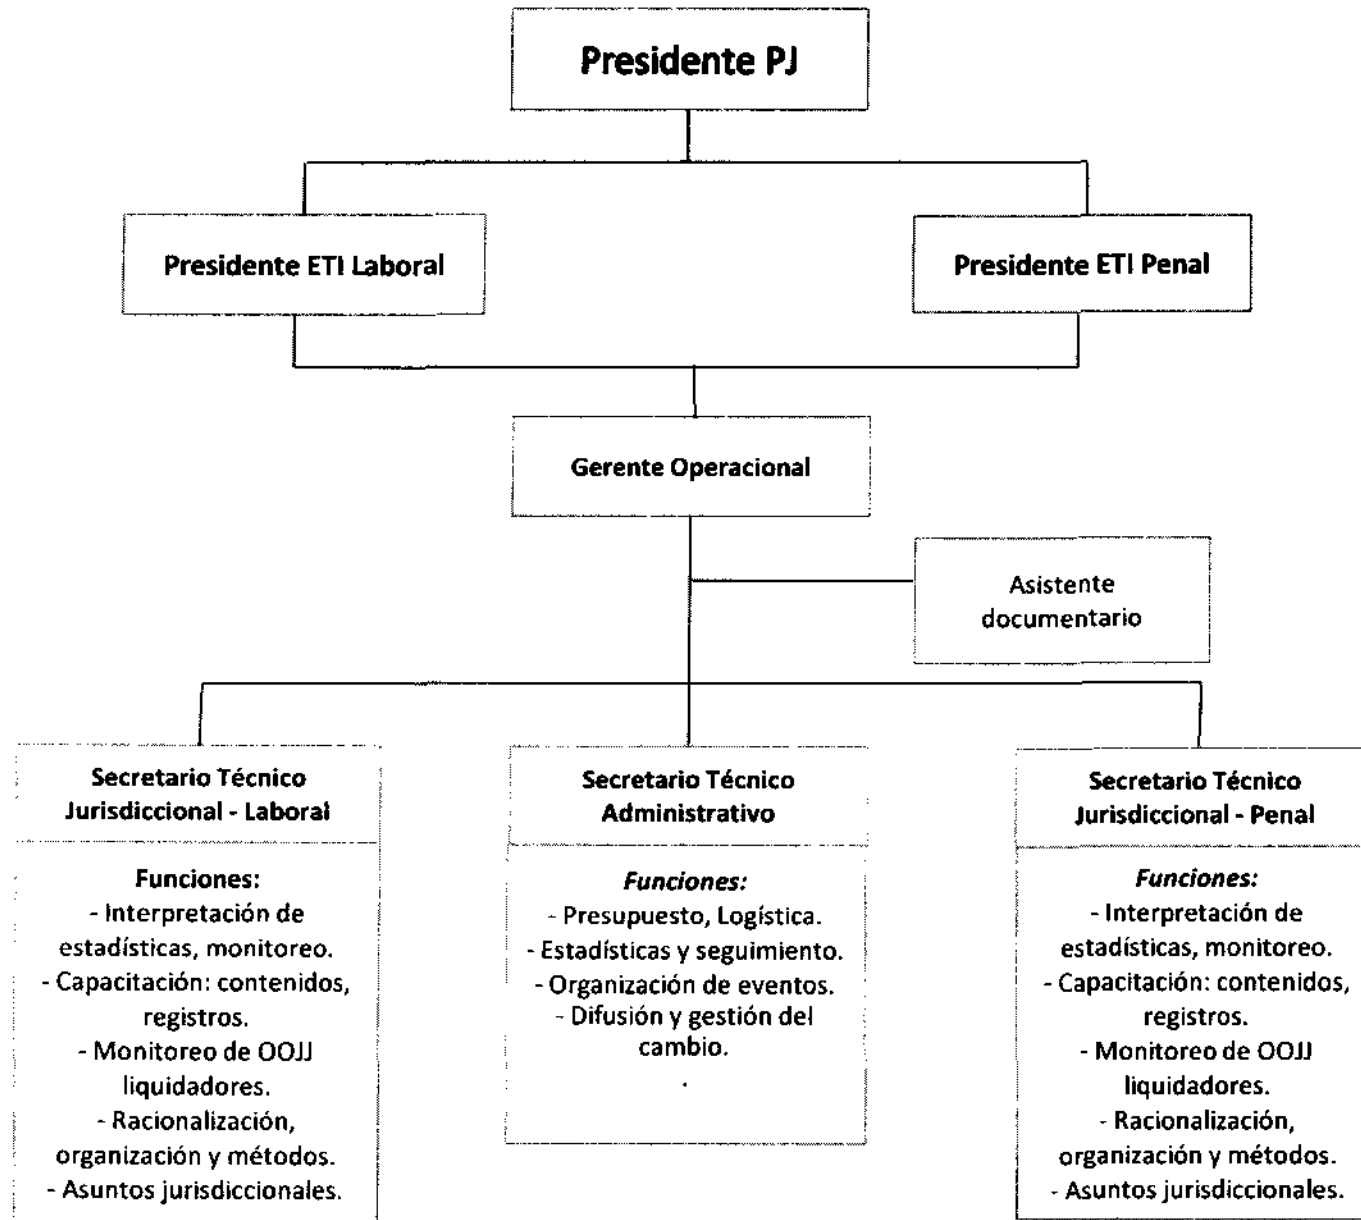 Presidente PJ
Presidente ETI Laboral
Presidente ETI Penal
Gerente Operacional
Asistente
documentario
Secretario Técnico
Jurisdiccional - Laboral
Funciones:
- Interpretación de
estadísticas, monitoreo.
- Capacitación: contenidos,
registros.
- Monitoreo de OOJJ
liquidadores.
- Racionalización,
organización y métodos.
- Asuntos jurisdiccionales.
Secretario Técnico
Administrativo
Funciones:
- Presupuesto, Logística.
- Estadísticas y seguimiento.
- Organización de eventos.
- Difusión y gestión del
cambio.
.
Secretario Técnico
Jurisdiccional - Penal
Funciones:
- Interpretación de
estadísticas, monitoreo.
- Capacitación: contenidos,
registros.
- Monitoreo de OOJJ
liquidadores.
- Racionalización,
organización y métodos.
- Asuntos jurisdiccionales.